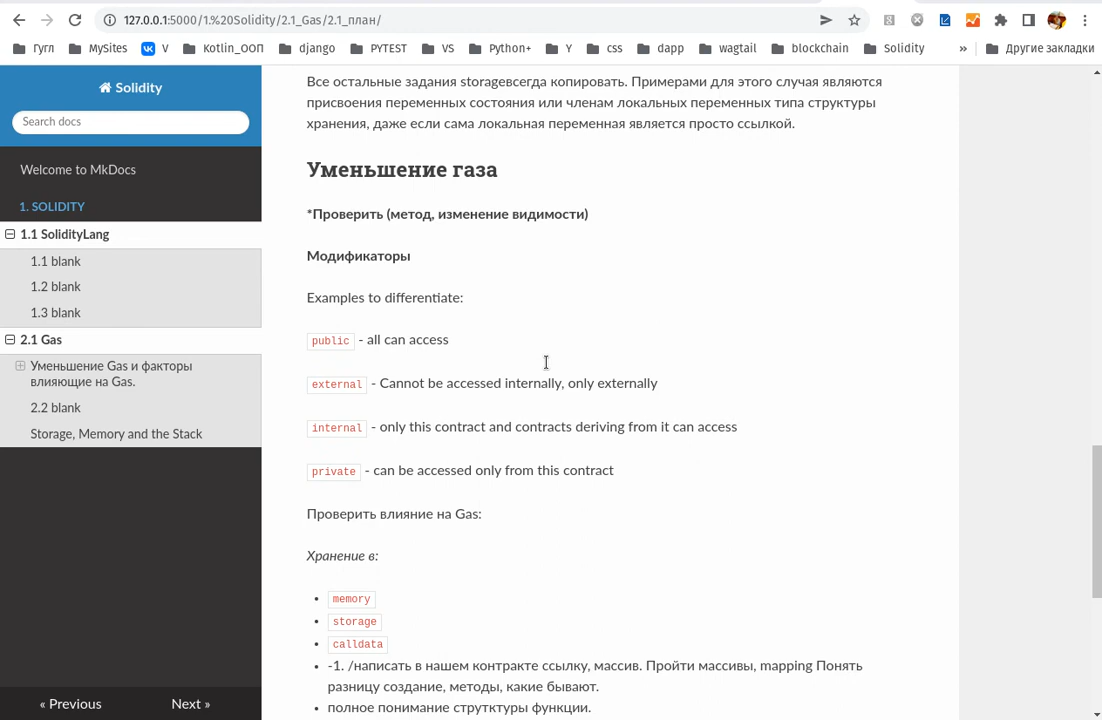 127.0.0.1:5000/1.%20Solidity/2.1_Gas/2.1_план/
Гугл MySites V Kotlin_ООП django PYTEST VS Python+ Y css dapp wagtail blockchain Solidity » Другие закладки
Solidity
Search docs
Welcome to MkDocs
1. SOLIDITY
1.1 SolidityLang
1.1 blank
1.2 blank
1.3 blank
2.1 Gas
Уменьшение Gas и факторы
влияющие на Gas.
2.2 blank
Storage, Memory and the Stack
« Previous Next »
Все остальные задания storageвсегда копировать. Примерами для этого случая являются
присвоения переменных состояния или членам локальных переменных типа структуры
хранения, даже если сама локальная переменная является просто ссылкой.
Уменьшение газа
*Проверить (метод, изменение видимости)
Модификаторы
Examples to differentiate:
public - all can access
external - Cannot be accessed internally, only externally
internal - only this contract and contracts deriving from it can access
private - can be accessed only from this contract
Проверить влияние на Gas:
Хранение в:
• memory
• storage
• calldata
• -1. /написать в нашем контракте ссылку, массив. Пройти массивы, mapping Понять
разницу создание, методы, какие бывают.
• полное понимание струтктуры функции.